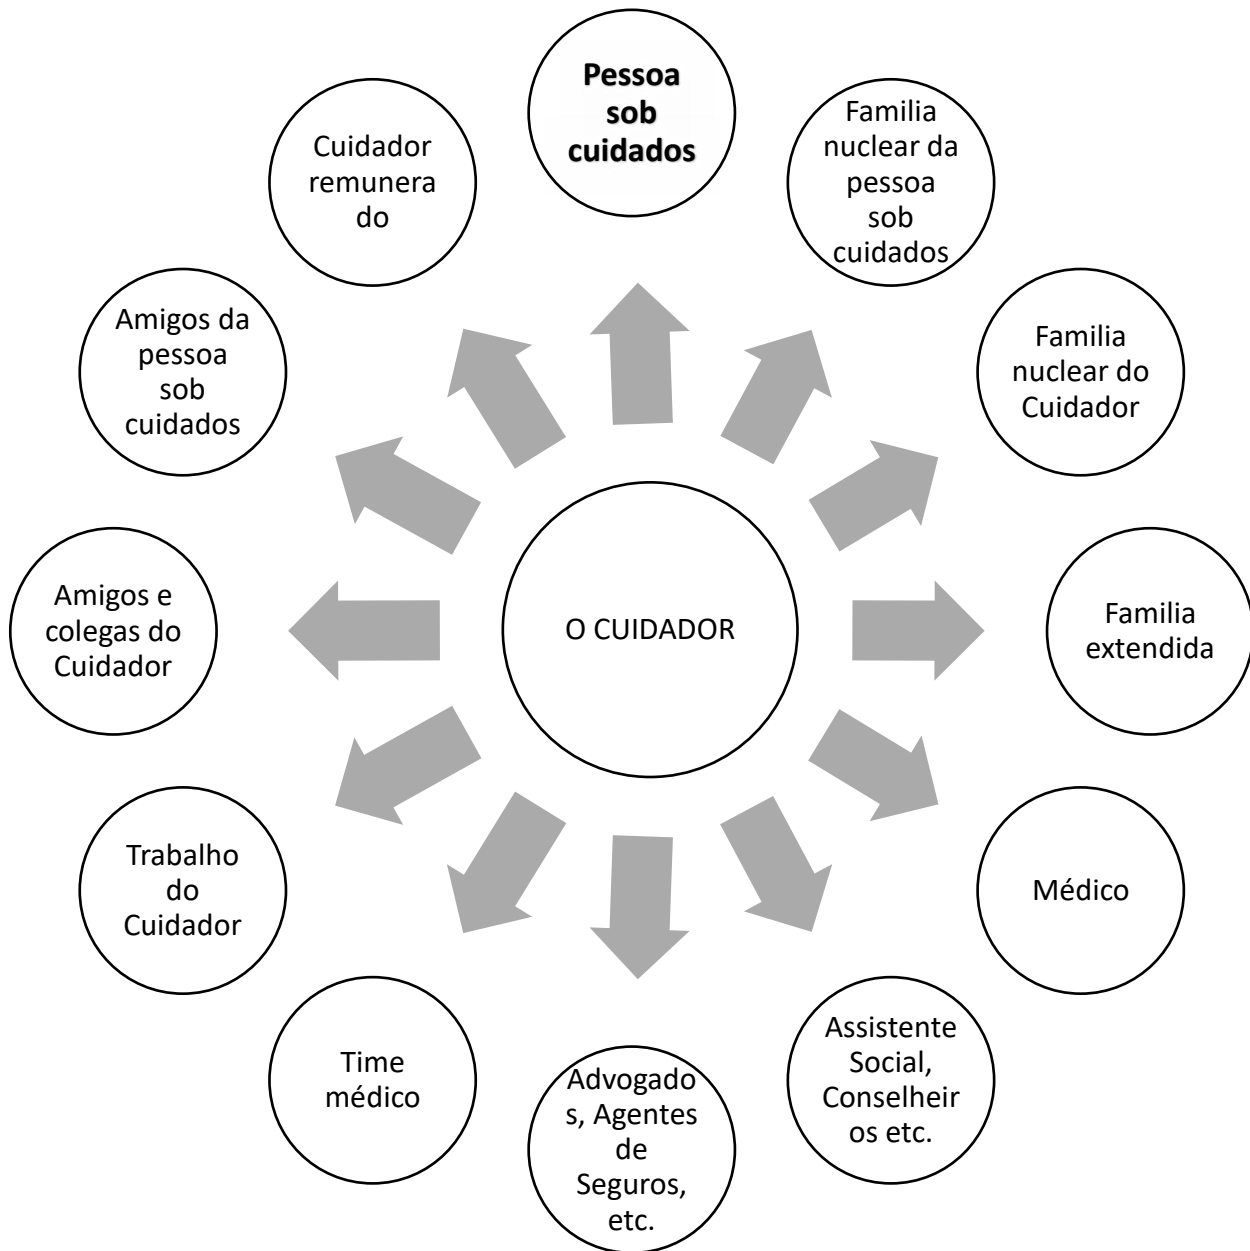 Pessoa
sob
cuidados
Familia
nuclear da
pessoa
sob
cuidados
Familia
nuclear do
Cuidador
Familia
extendida
Médico
Assistente
Social,
Conselheir
os etc.
Advogado
s, Agentes
de
Seguros,
etc.
Time
médico
Trabalho
do
Cuidador
Amigos e
colegas do
Cuidador
Amigos da
pessoa
sob
cuidados
Cuidador
remunera
do
O CUIDADOR